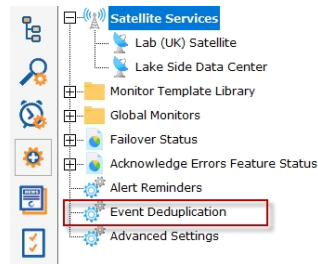 Satellite Services
Lab (UK) Satellite
Lake Side Data Center
Monitor Template Library
Global Monitors
Failover Status
Acknowledge Errors Feature Status
Alert Reminders
Event Deduplication
Advanced Settings